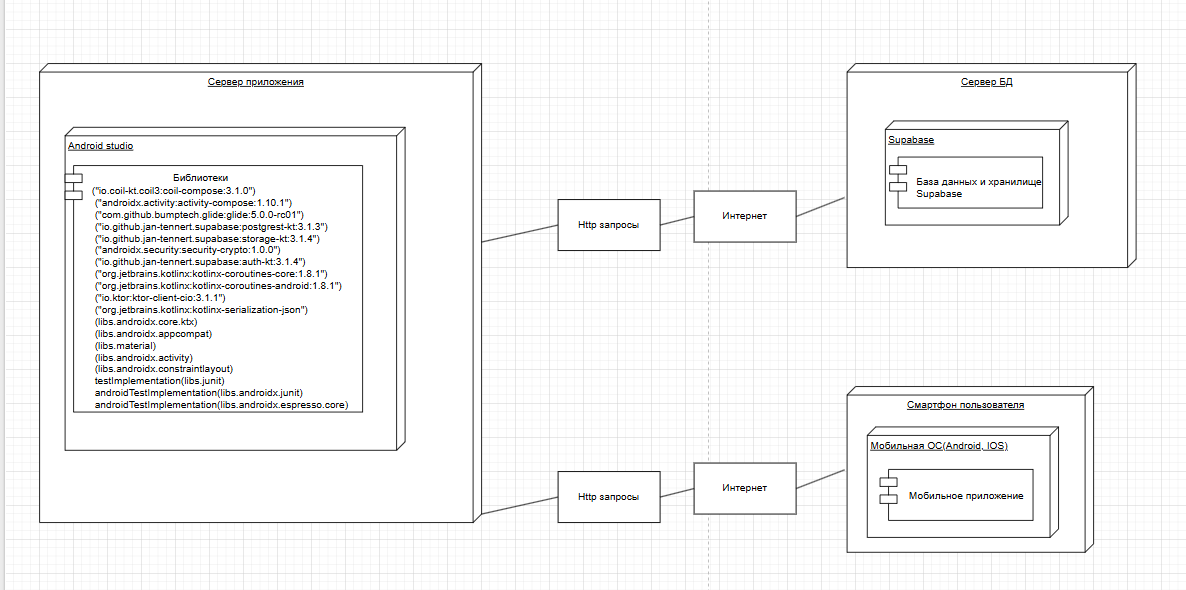 Сервер приложения
Android studio
Библиотеки
("io.coil-kt.coil3:coil-compose:3.1.0")
("androidx.activity:activity-compose:1.10.1")
("com.github.bumptech.glide:glide:5.0.0-rc01")
("io.github.jan-tennert.supabase:postgrest-kt:3.1.3")
("io.github.jan-tennert.supabase:storage-kt:3.1.4")
("androidx.security:security-crypto:1.0.0")
("io.github.jan-tennert.supabase:auth-kt:3.1.4")
("org.jetbrains.kotlinx:kotlinx-coroutines-core:1.8.1")
("org.jetbrains.kotlinx:kotlinx-coroutines-android:1.8.1")
("io.ktor:ktor-client-cio:3.1.1")
("org.jetbrains.kotlinx:kotlinx-serialization-json")
(libs.androidx.core.ktx)
(libs.androidx.appcompat)
(libs.material)
(libs.androidx.activity)
(libs.androidx.constraintlayout)
testImplementation(libs.junit)
androidTestImplementation(libs.androidx.junit)
androidTestImplementation(libs.androidx.espresso.core)
Http запросы
Интернет
Сервер БД
Supabase
База данных и хранилище
Supabase
Http запросы
Интернет
Смартфон пользователя
Мобильная ОС(Android, IOS)
Мобильное приложение